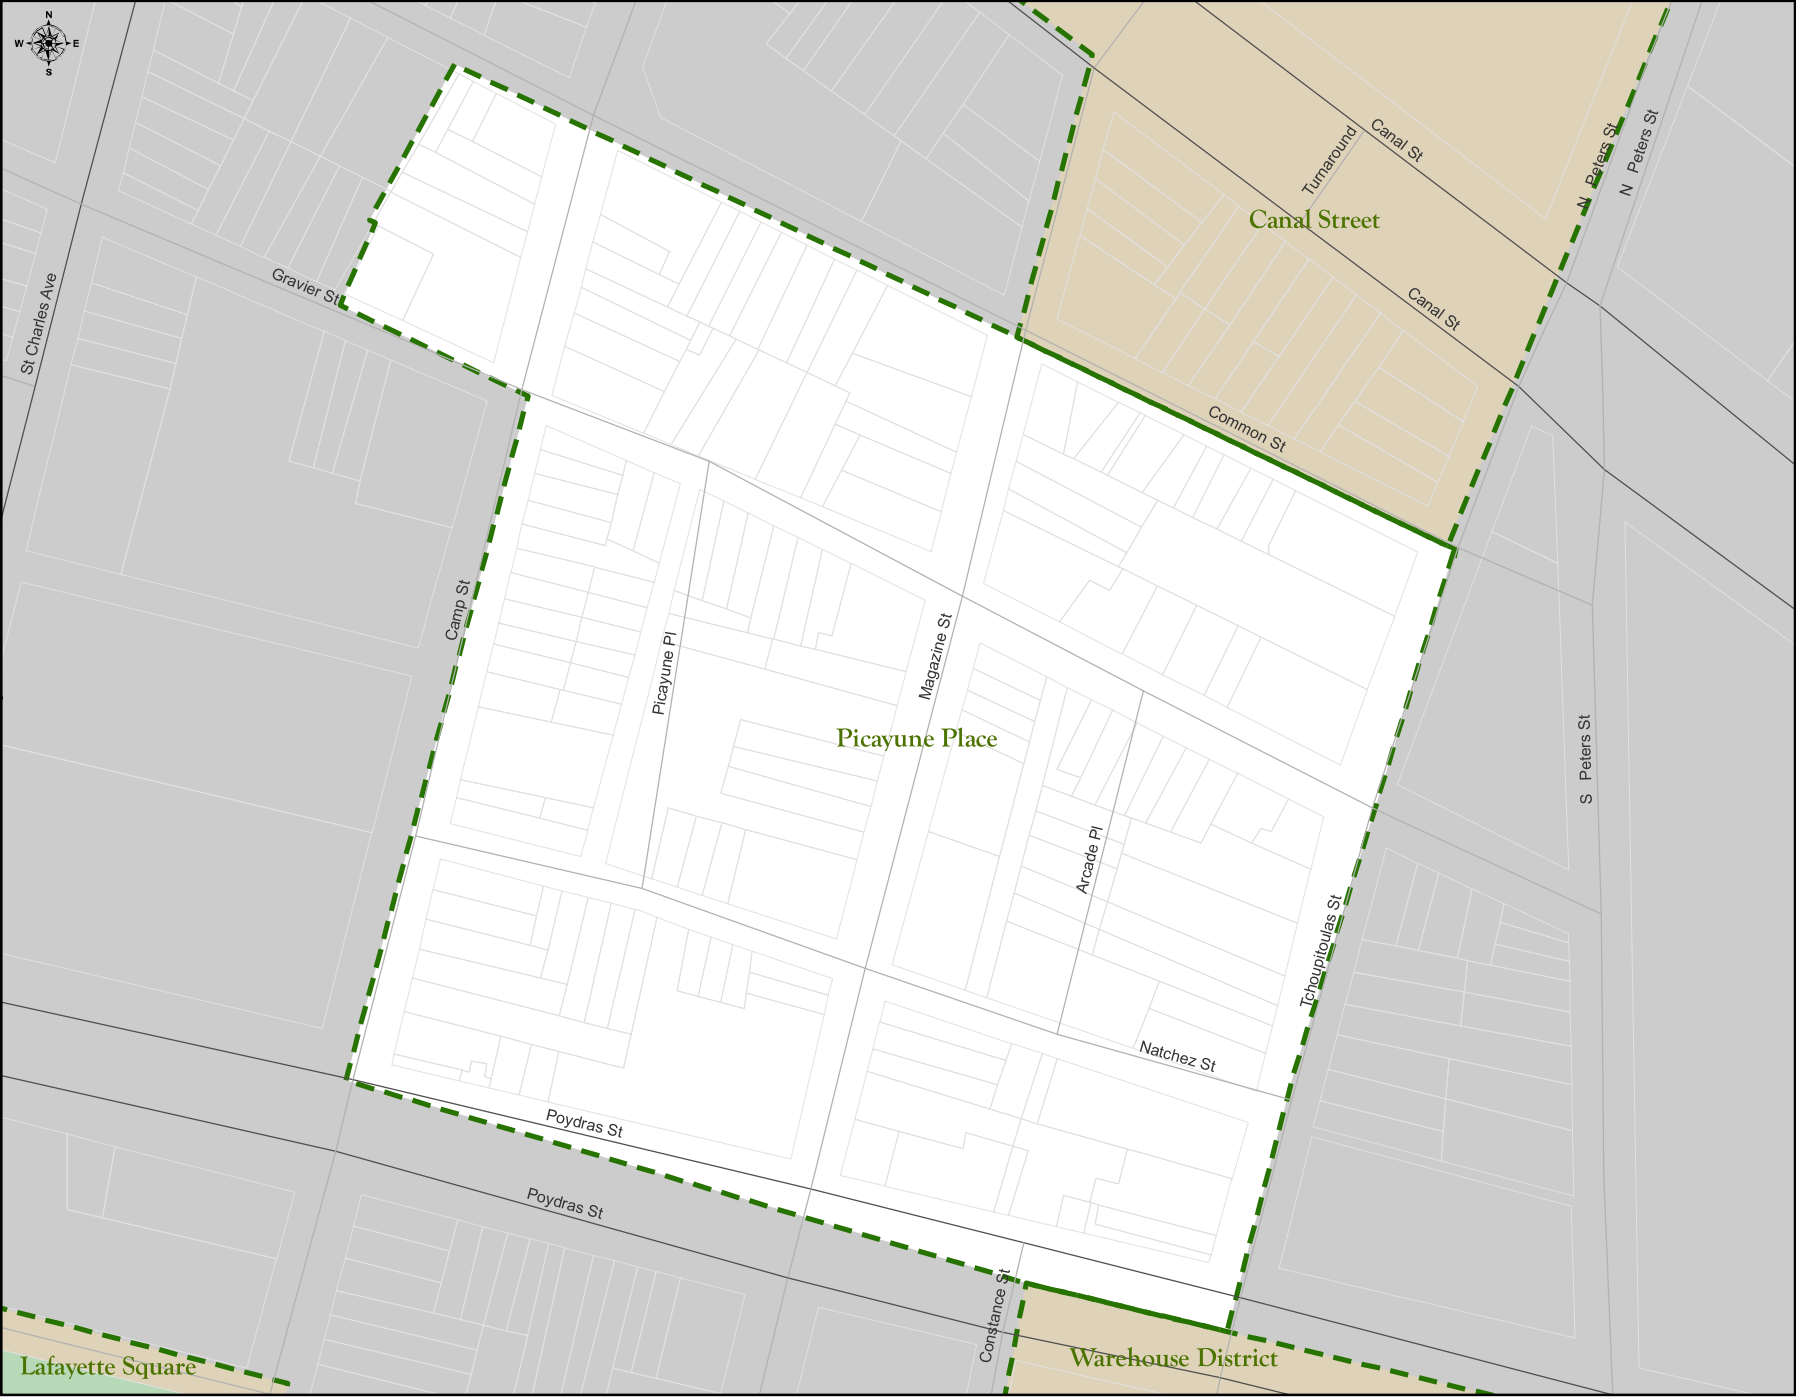 N
W E
S
Canal St
Turnaround
N Peters St
N Peters St
Canal Street
Gravier St
Canal St
St Charles Ave
Common St
Camp St
Picayune Pl
Magazine St
Picayune Place
S Peters St
Arcade Pl
Tchoupitoulas St
Natchez St
Poydras St
Poydras St
Constance St
Lafayette Square
Warehouse District